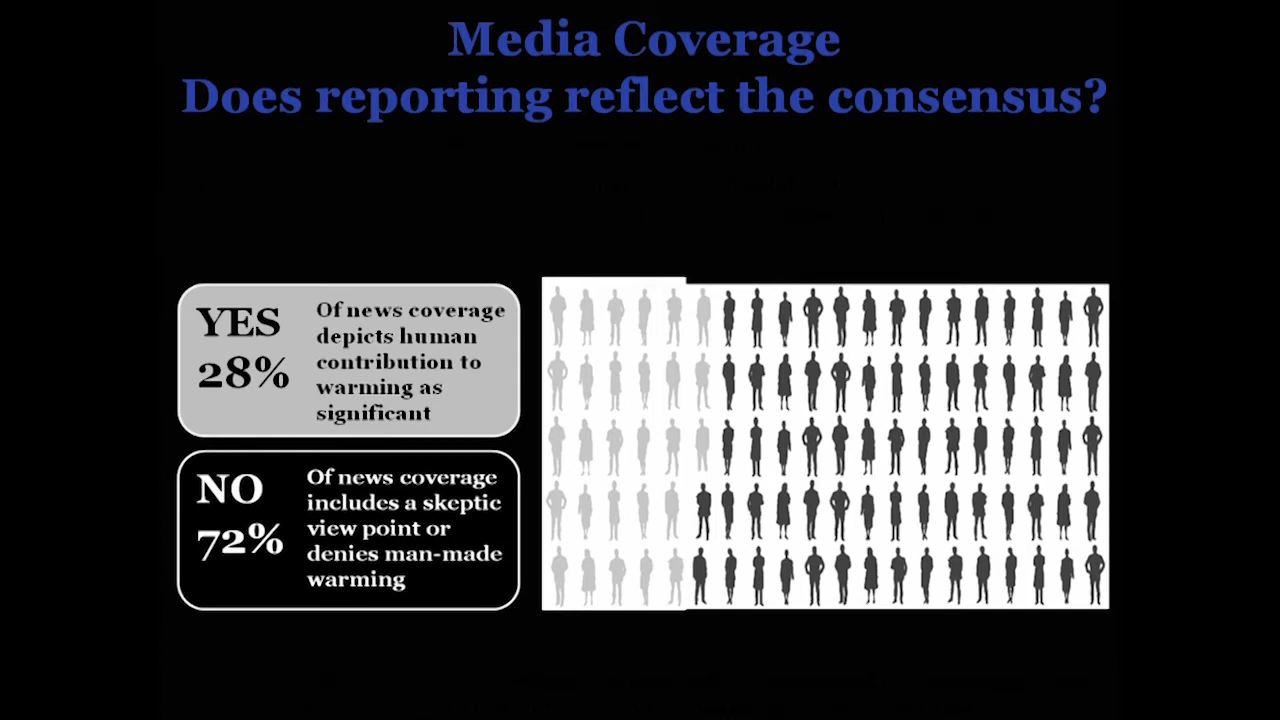 Media Coverage
Does reporting reflect the consensus?
YES
28%
Of news coverage
depicts human
contribution to
warming as
significant
NO
72%
Of news coverage
includes a skeptic
view point or
denies man-made
warming